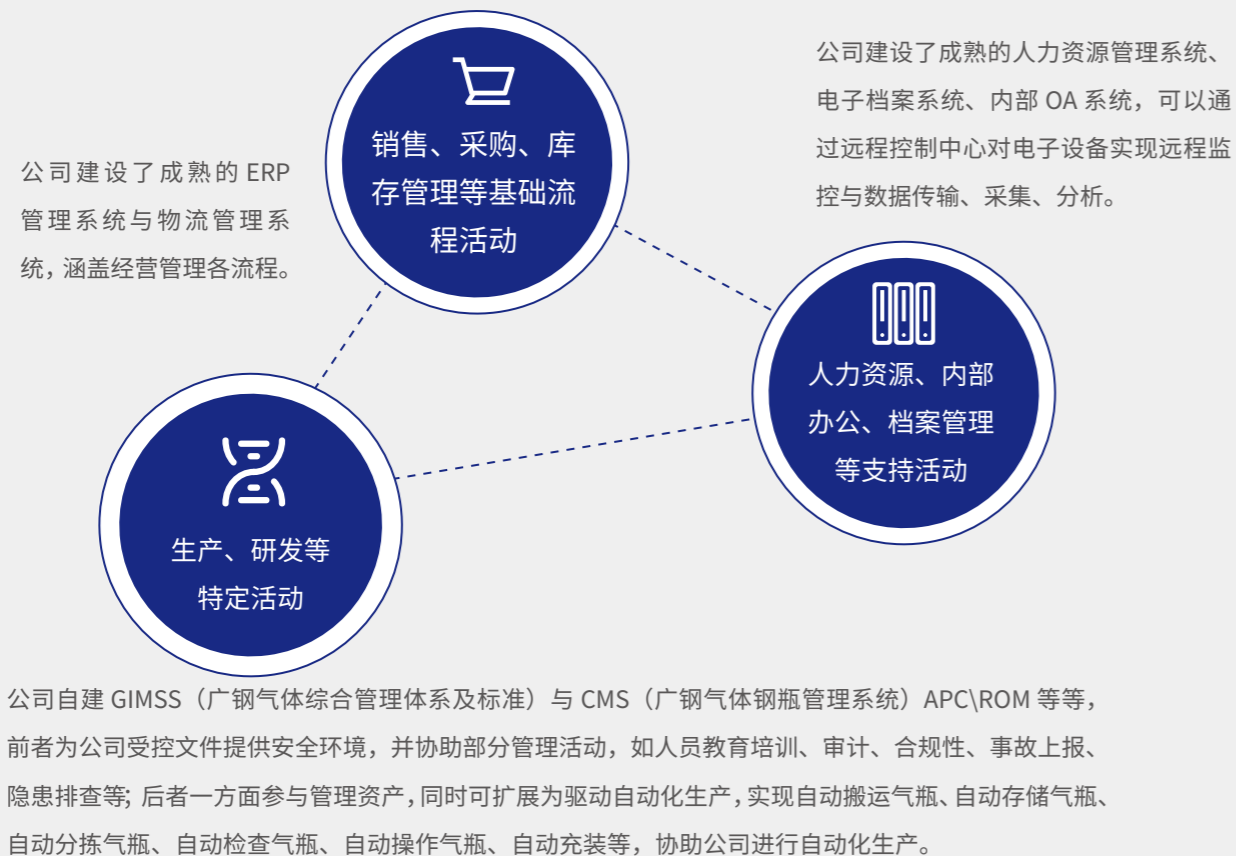 公司建设了成熟的 ERP
管理系统与物流管理系
统，涵盖经营管理各流程。
销售、采购、库
存管理等基础流
程活动
公司建设了成熟的人力资源管理系统、
电子档案系统、内部 OA 系统，可以通
过远程控制中心对电子设备实现远程监
控与数据传输、采集、分析。
人力资源、内部
办公、档案管理
等支持活动
生产、研发等
特定活动
公司自建 GIMSS（广钢气体综合管理体系及标准）与 CMS（广钢气体钢瓶管理系统）APC\ROM 等等，
前者为公司受控文件提供安全环境，并协助部分管理活动，如人员教育培训、审计、合规性、事故上报、
隐患排查等；后者一方面参与管理资产，同时可扩展为驱动自动化生产，实现自动搬运气瓶、自动存储气瓶、
自动分拣气瓶、自动检查气瓶、自动操作气瓶、自动充装等，协助公司进行自动化生产。